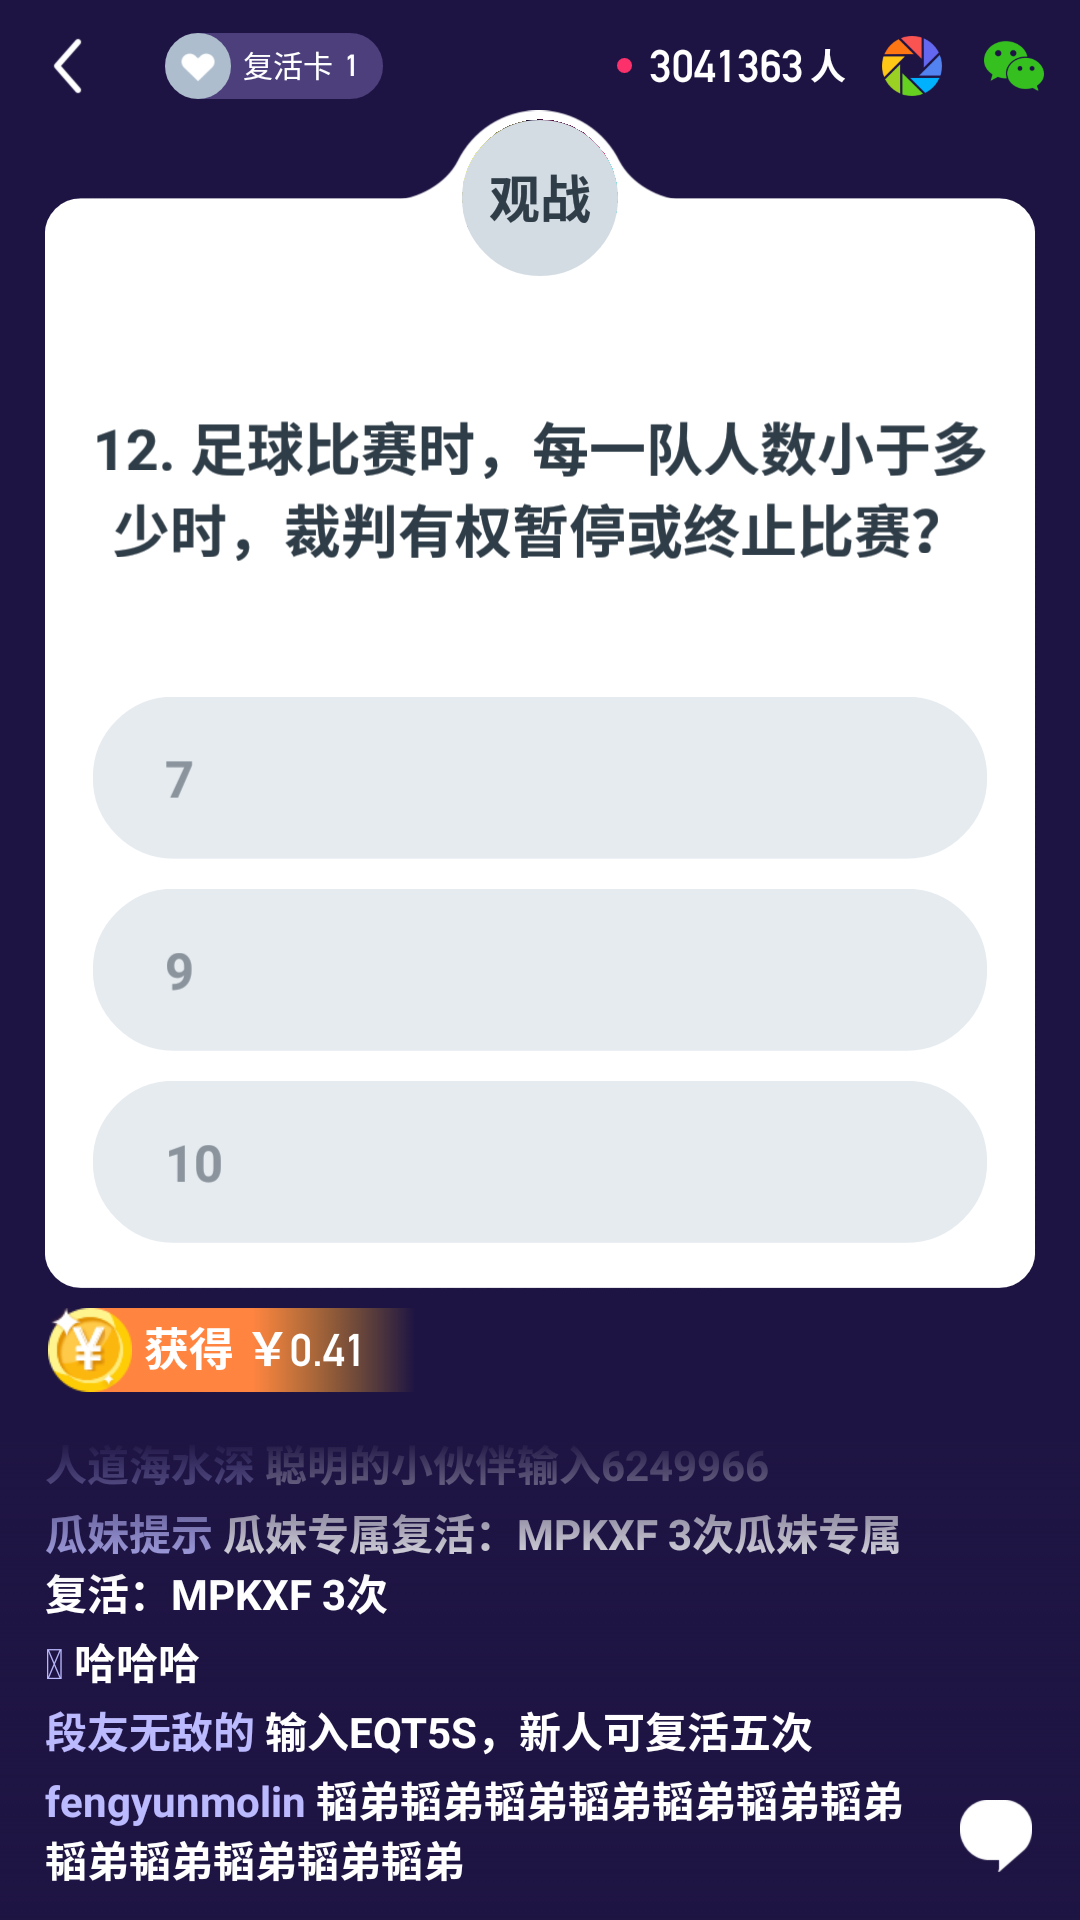 复活卡 1
3041363 人
观战
12. 足球比赛时，每一队人数小于多
少时，裁判有权暂停或终止比赛？
7
9
10
¥ 获得 ￥0.41
人道海水深 聪明的小伙伴输入6249966
瓜妹提示 瓜妹专属复活：MPKXF 3次瓜妹专属
复活：MPKXF 3次
哈哈哈
段友无敌的 输入EQT5S，新人可复活五次
fengyunmolin 韬弟韬弟韬弟韬弟韬弟韬弟韬弟
韬弟韬弟韬弟韬弟韬弟